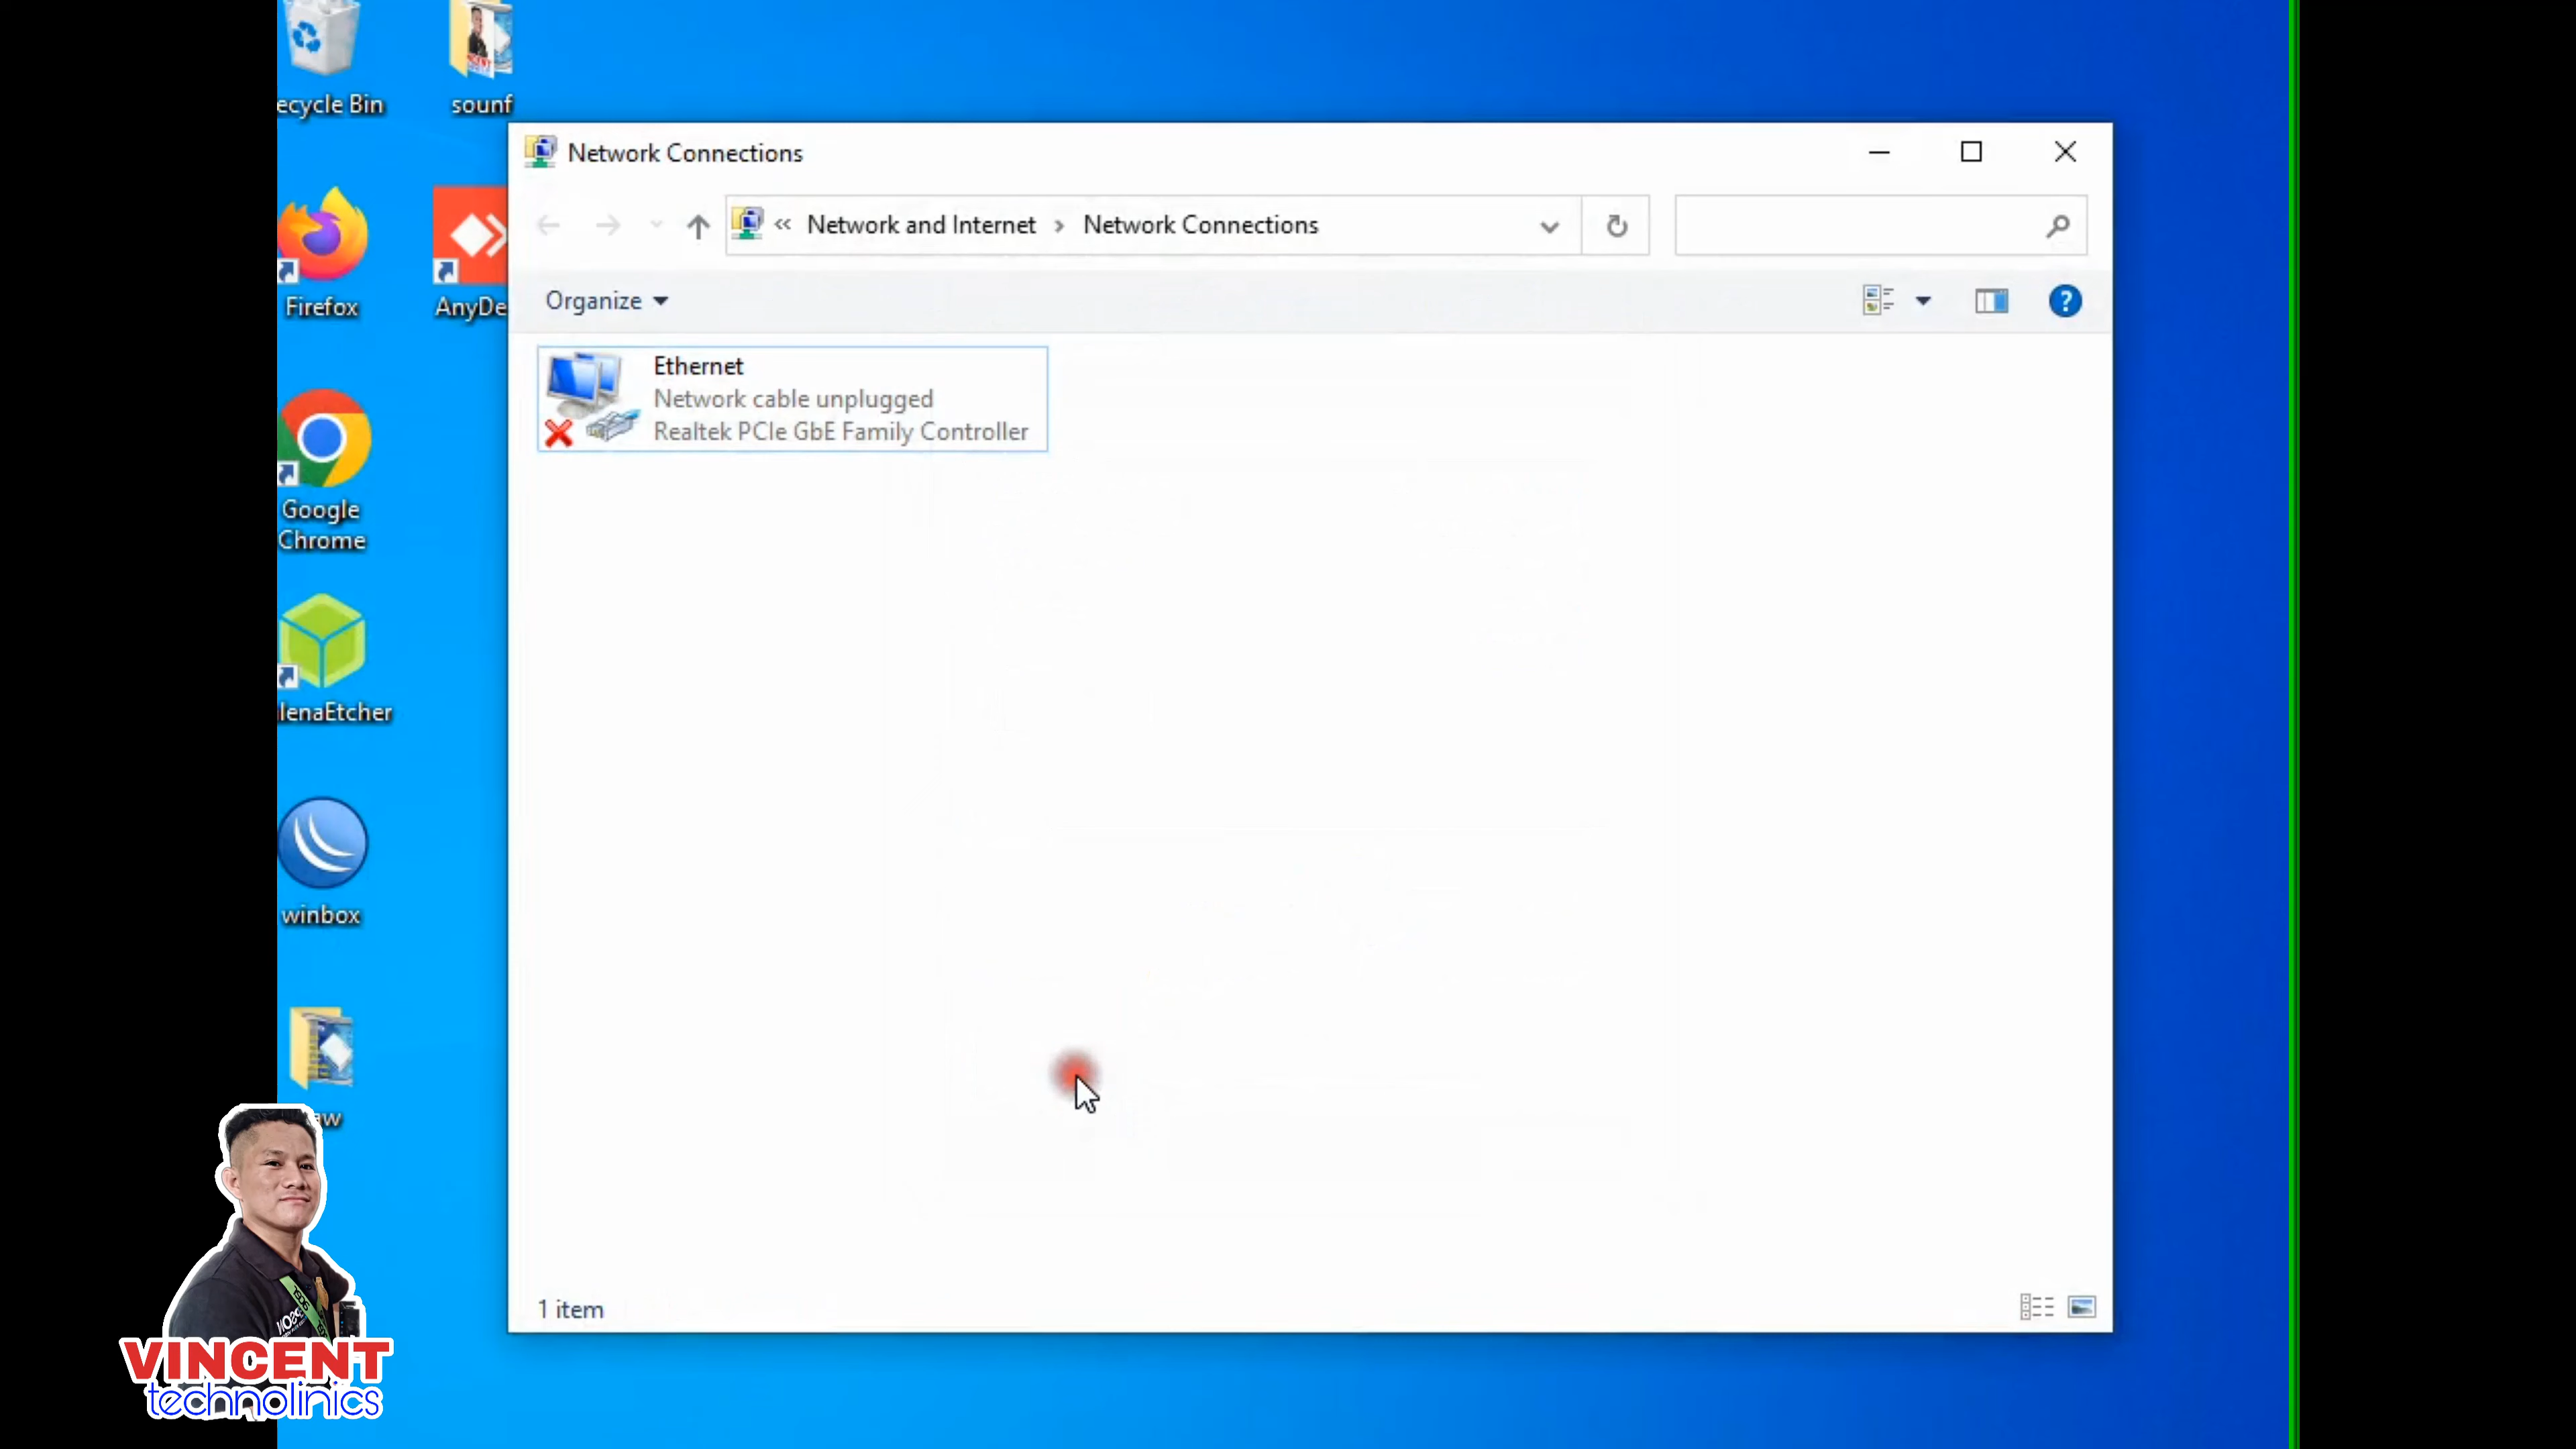 ecycle Bin
sounf
Network Connections
« Network and Internet › Network Connections
Firefox
AnyDe
Organize
Ethernet
Network cable unplugged
Realtek PCIe GbE Family Controller
Google
Chrome
lenaEtcher
winbox
aw
1 item
VINCENT
technolinics